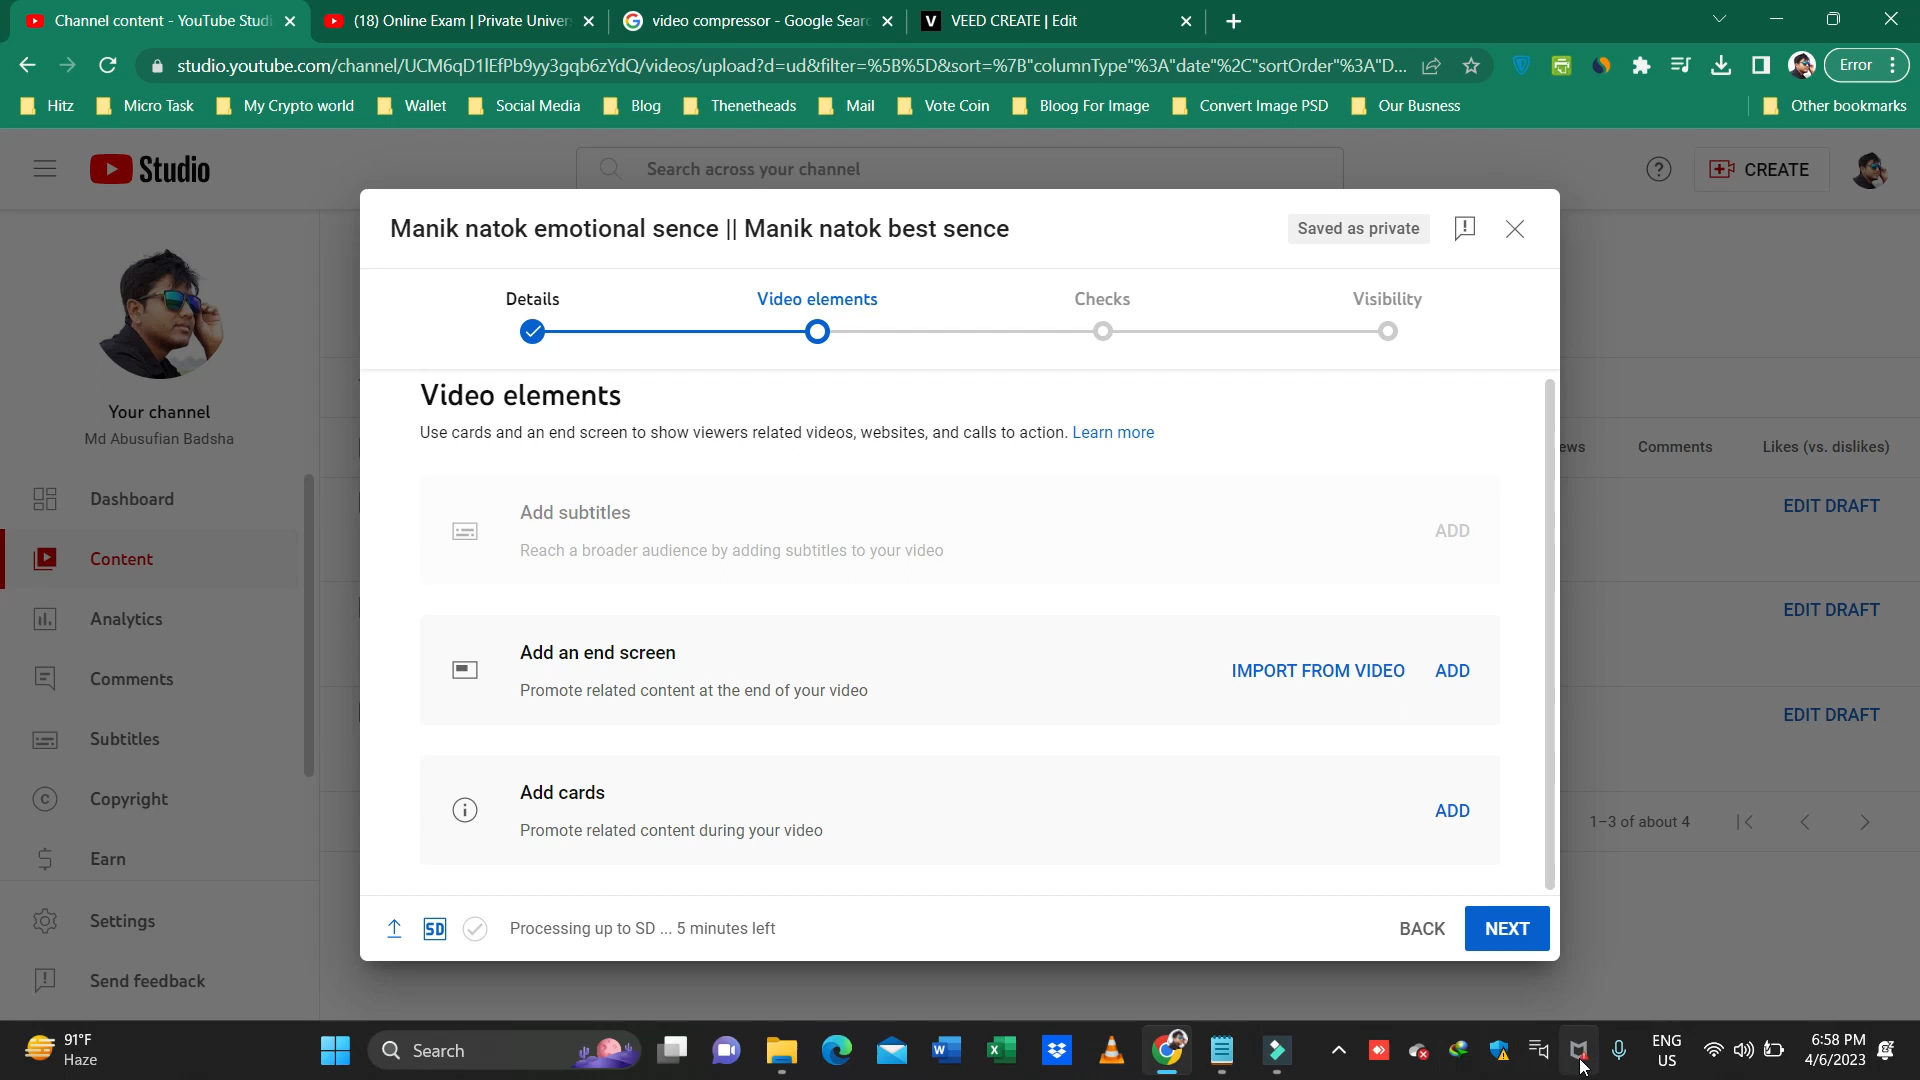 Channel content - YouTube Studi
(18) Online Exam | Private Univer
video compressor - Google Sear
V VEED CREATE | Edit
studio.youtube.com/channel/UCM6qD1lEfPb9yy3gqb6zYdQ/videos/upload?d=ud&filter=%5B%5D&sort=%7B"columnType"%3A"date"%2C"sortOrder"%3A"D...
Error
Hitz
Micro Task
My Crypto world
Wallet
Social Media
Blog
Thenetheads
Mail
Vote Coin
Bloog For Image
Convert Image PSD
Our Busness
Other bookmarks
Studio
Search across your channel
CREATE
Manik natok emotional sence || Manik natok best sence
Saved as private
Details
Video elements
Checks
Visibility
Video elements
Use cards and an end screen to show viewers related videos, websites, and calls to action. Learn more
Add subtitles
Reach a broader audience by adding subtitles to your video
ADD
Add an end screen
Promote related content at the end of your video
IMPORT FROM VIDEO
ADD
Add cards
Promote related content during your video
ADD
SD
Processing up to SD ... 5 minutes left
BACK
NEXT
Your channel
Md Abusufian Badsha
Dashboard
Content
Analytics
Comments
Subtitles
Copyright
Earn
Settings
Send feedback
ews
Comments
Likes (vs. dislikes)
EDIT DRAFT
EDIT DRAFT
EDIT DRAFT
1–3 of about 4
91°F
Haze
Search
ENG
US
6:58 PM
4/6/2023